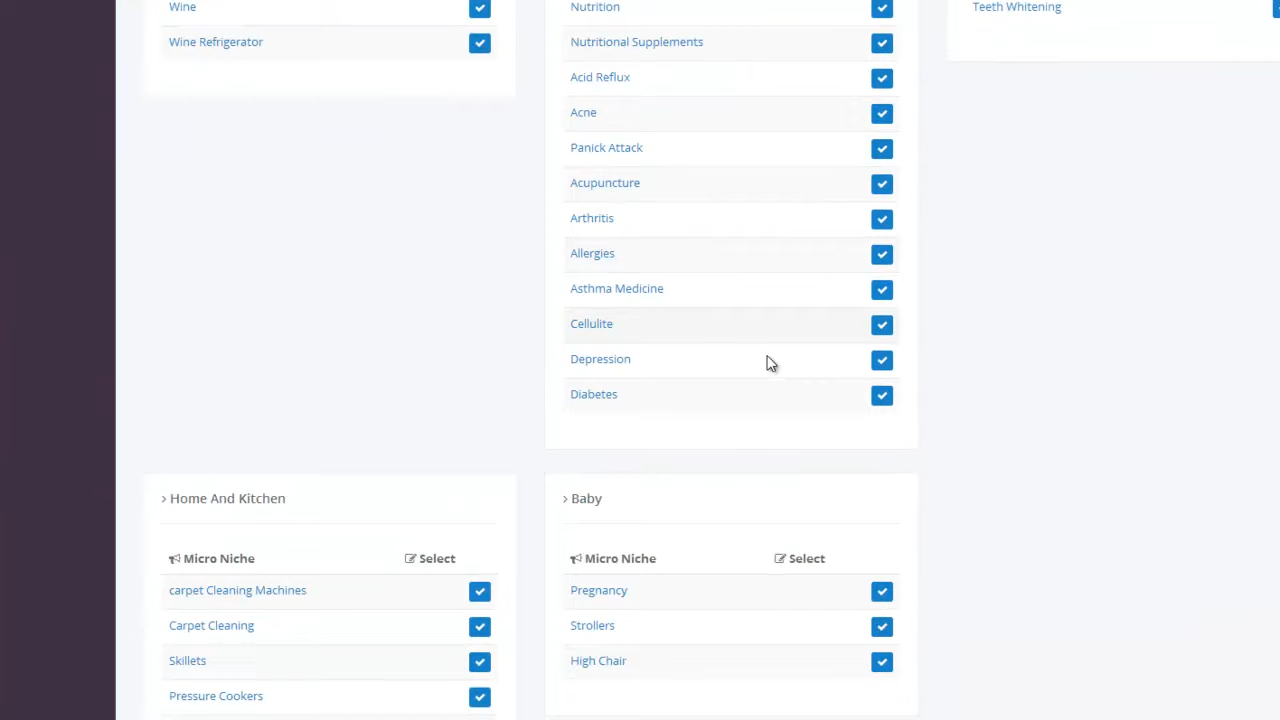 Wine
Wine Refrigerator
Nutrition
Nutritional Supplements
Acid Reflux
Acne
Panick Attack
Acupuncture
Arthritis
Allergies
Asthma Medicine
Cellulite
Depression
Diabetes
Teeth Whitening
> Home And Kitchen
Micro Niche Select
carpet Cleaning Machines
Carpet Cleaning
Skillets
Pressure Cookers
> Baby
Micro Niche Select
Pregnancy
Strollers
High Chair